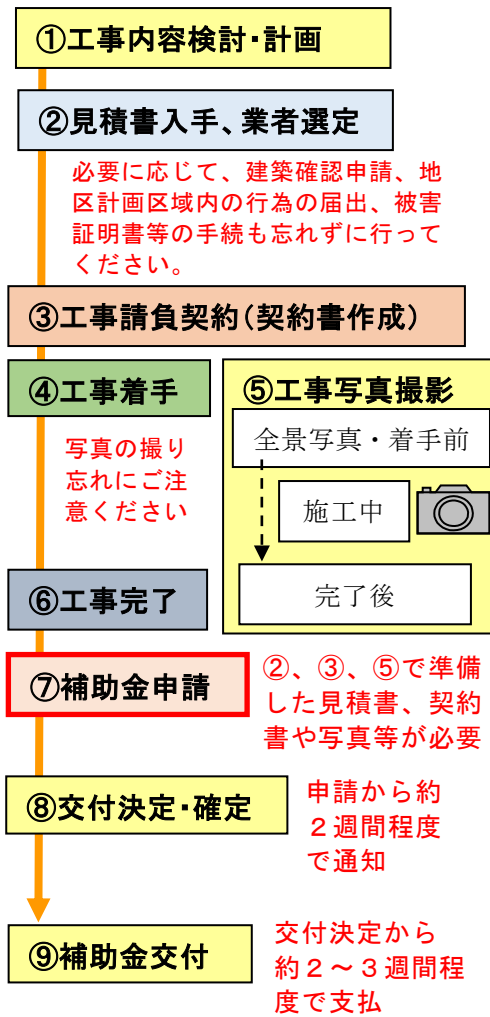 ①工事内容検討・計画
②見積書入手、業者選定
必要に応じて、建築確認申請、地
区計画区域内の行為の届出、被害
証明書等の手続も忘れずに行って
ください。
③工事請負契約(契約書作成)
④工事着手
写真の撮り
忘れにご注
意ください
⑤工事写真撮影
全景写真・着手前
施工中
完了後
⑥工事完了
⑦補助金申請
②、③、⑤で準備
した見積書、契約
書や写真等が必要
⑧交付決定・確定
申請から約
2週間程度
で通知
⑨補助金交付
交付決定から
約2~3週間程
度で支払